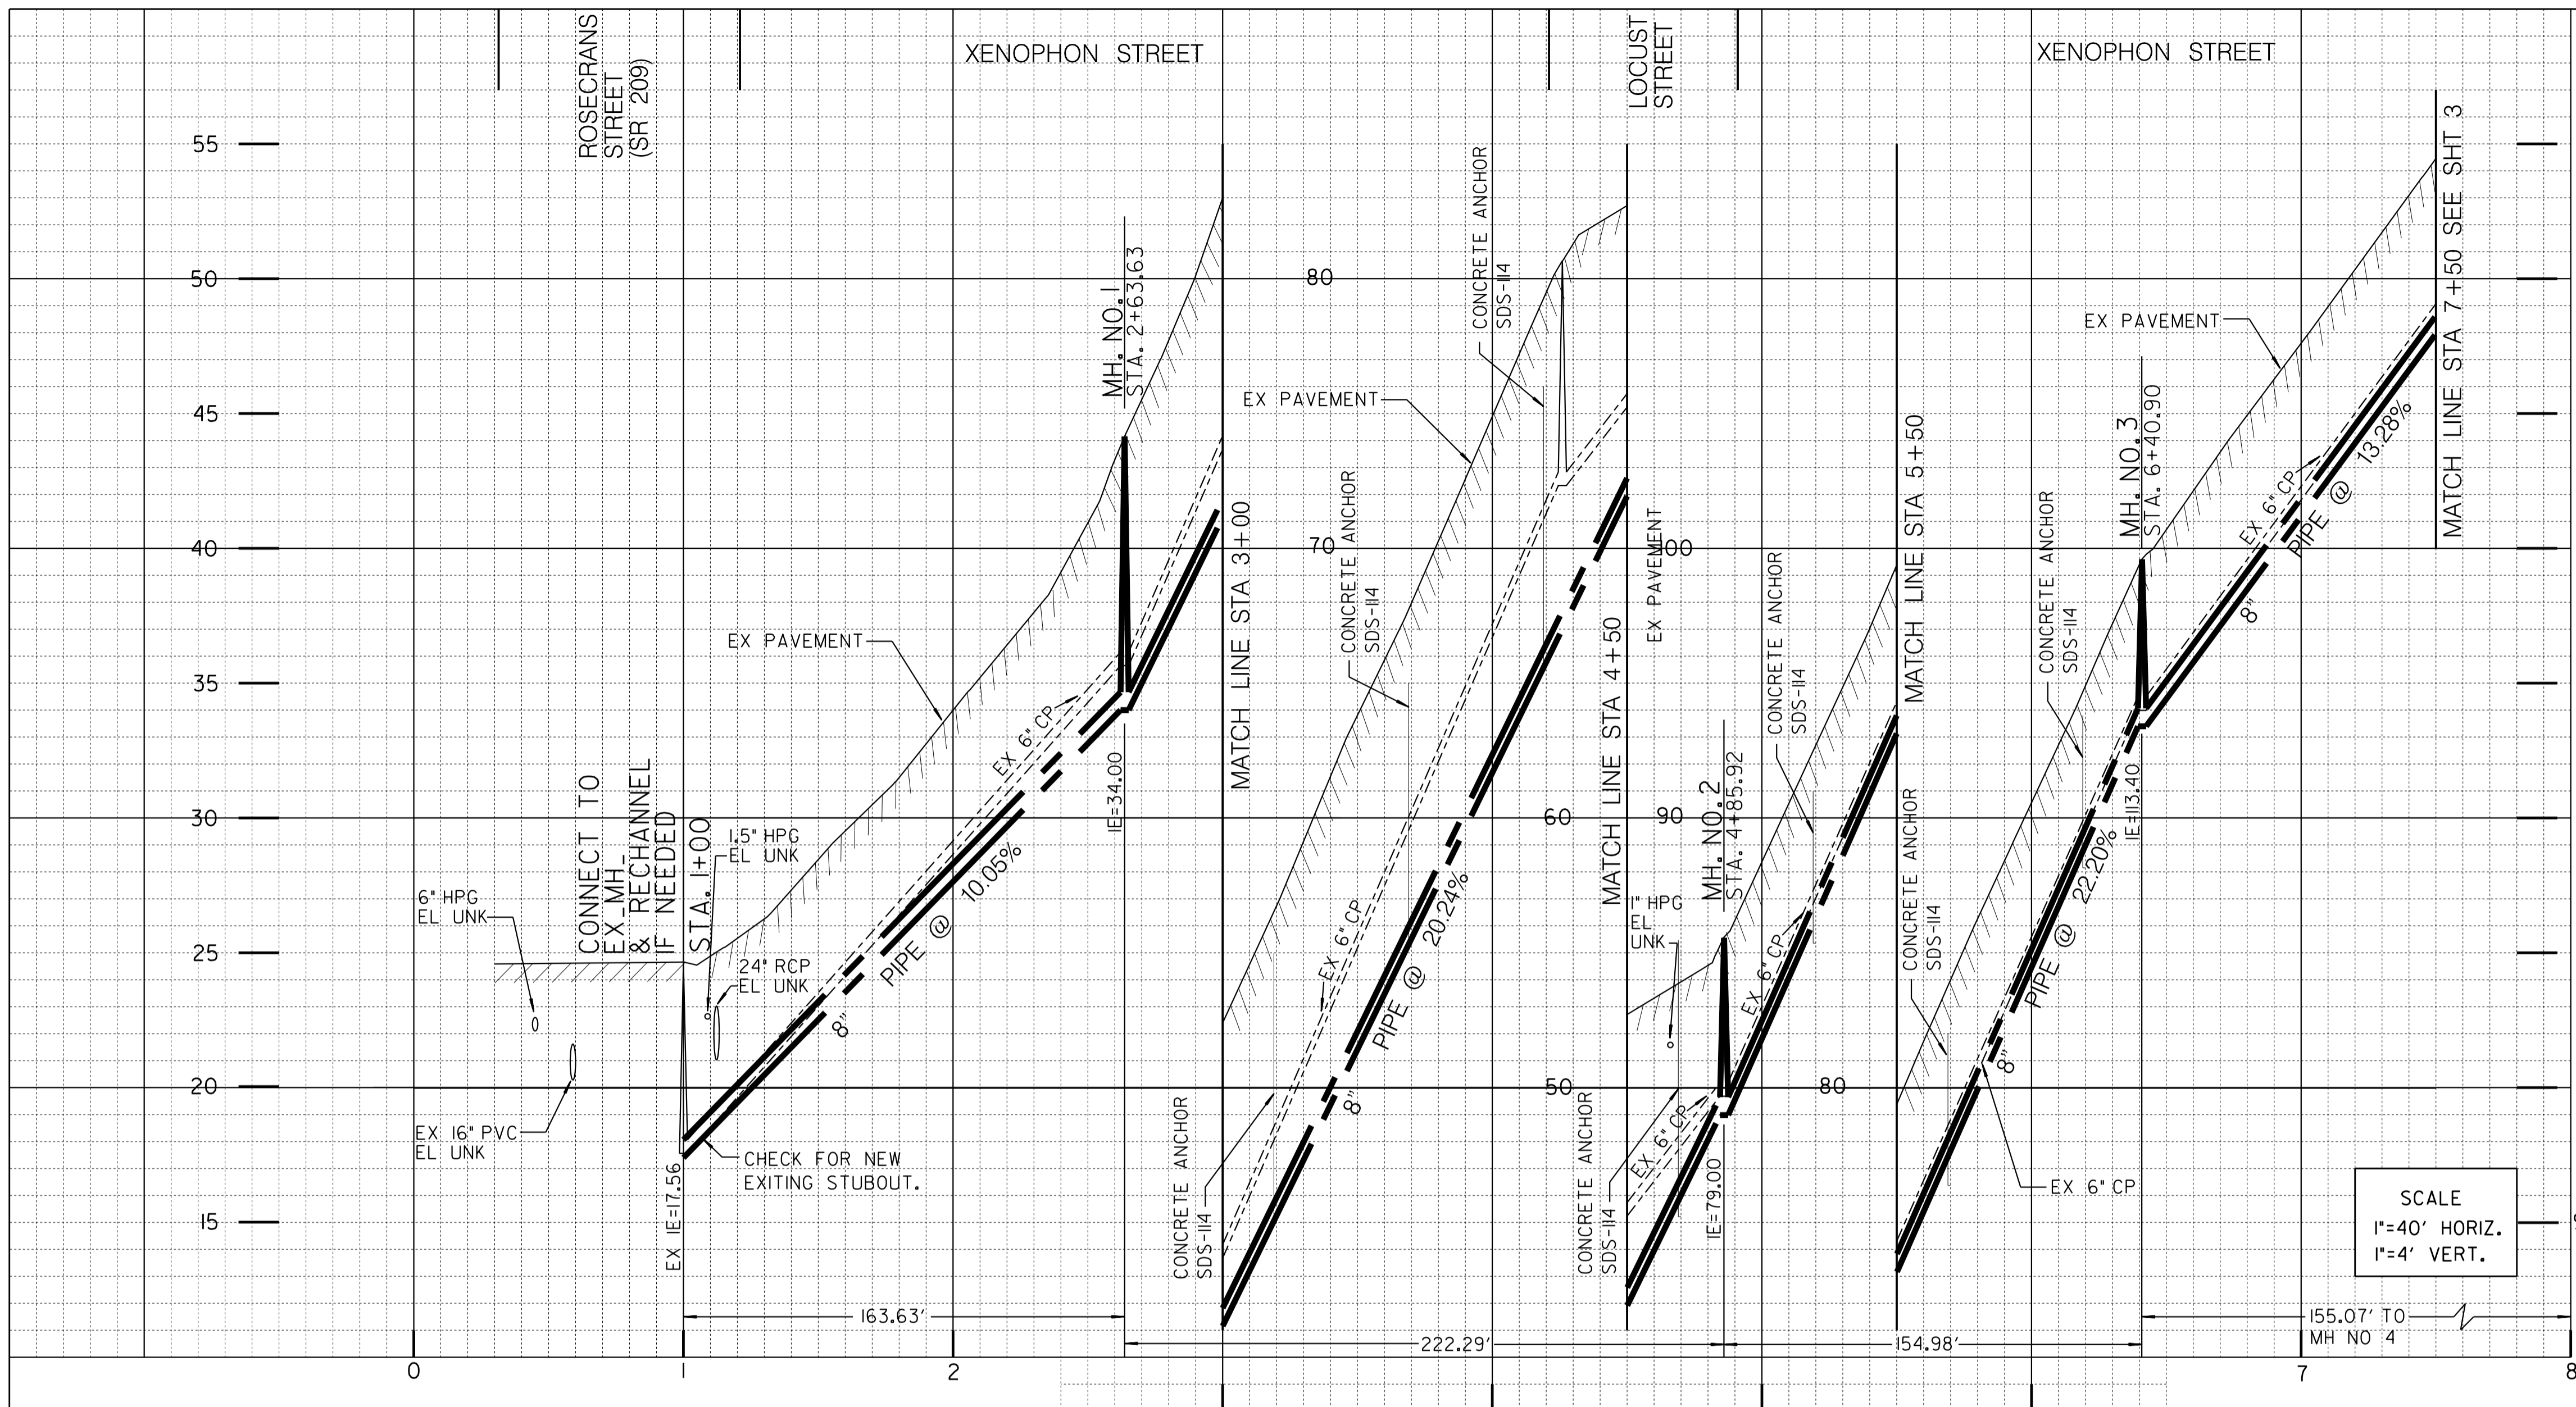 ROSECRANS
STREET
(SR 209)
XENOPHON STREET
LOCUST
STREET
XENOPHON STREET
55
50
45
40
35
30
25
20
15
6" HPG
EL UNK
EX 16" PVC
EL UNK
CONNECT TO
EX MH
& RECHANNEL
IF NEEDED
STA. 1+00
1.5" HPG
EL UNK
24" RCP
EL UNK
EX IE=17.56
CHECK FOR NEW
EXITING STUBOUT.
EX PAVEMENT
EX 6" CP
8" PIPE @ 10.05%
MH. NO. 1
STA. 2+63.63
IE=34.00
MATCH LINE STA 3+00
80
70
60
50
CONCRETE ANCHOR
SDS-114
EX PAVEMENT
CONCRETE ANCHOR
SDS-114
CONCRETE ANCHOR
SDS-114
EX 6" CP
8" PIPE @ 20.24%
MATCH LINE STA 4+50
EX PAVEMENT
100
90
80
1" HPG
EL
UNK
CONCRETE ANCHOR
SDS-114
EX 6" CP
MH. NO. 2
STA. 4+85.92
IE=79.00
EX 6" CP
CONCRETE ANCHOR
SDS-114
MATCH LINE STA 5+50
CONCRETE ANCHOR
SDS-114
8" PIPE @ 22.20%
EX 6" CP
CONCRETE ANCHOR
SDS-114
MH. NO. 3
STA. 6+40.90
IE=113.40
EX PAVEMENT
EX 6" CP
8" PIPE @ 13.28%
MATCH LINE STA 7+50 SEE SHT 3
SCALE
1"=40' HORIZ.
1"=4' VERT.
163.63'
222.29'
154.98'
155.07' TO
MH NO 4
0
1
2
7
8